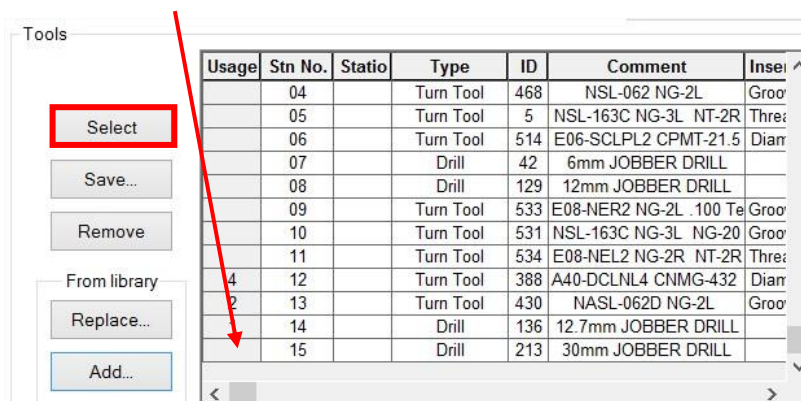 Tools
Usage Stn No. Statio Type ID Comment Inser
04 Turn Tool 468 NSL-062 NG-2L Groov
05 Turn Tool 5 NSL-163C NG-3L NT-2R Threa
06 Turn Tool 514 E06-SCLPL2 CPMT-21.5 Diam
07 Drill 42 6mm JOBBER DRILL
08 Drill 129 12mm JOBBER DRILL
09 Turn Tool 533 E08-NER2 NG-2L .100 Te Groov
10 Turn Tool 531 NSL-163C NG-3L NG-20 Groov
11 Turn Tool 534 E08-NEL2 NG-2R NT-2R Threa
4 12 Turn Tool 388 A40-DCLNL4 CNMG-432 Diam
2 13 Turn Tool 430 NASL-062D NG-2L Groov
14 Drill 136 12.7mm JOBBER DRILL
15 Drill 213 30mm JOBBER DRILL
Select
Save...
Remove
From library
Replace...
Add...